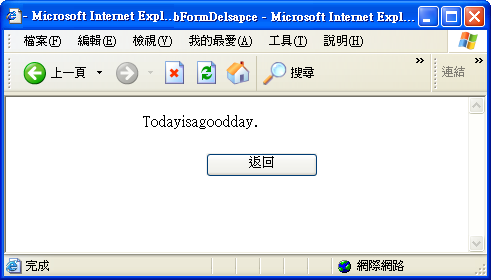 - Microsoft Internet Expl...bFormDelsapce - Microsoft Internet Expl...
檔案(F) 編輯(E) 檢視(V) 我的最愛(A) 工具(T) 說明(H)
上一頁 搜尋 » 連結 »
Todayisagoodday.
返回
完成 網際網路